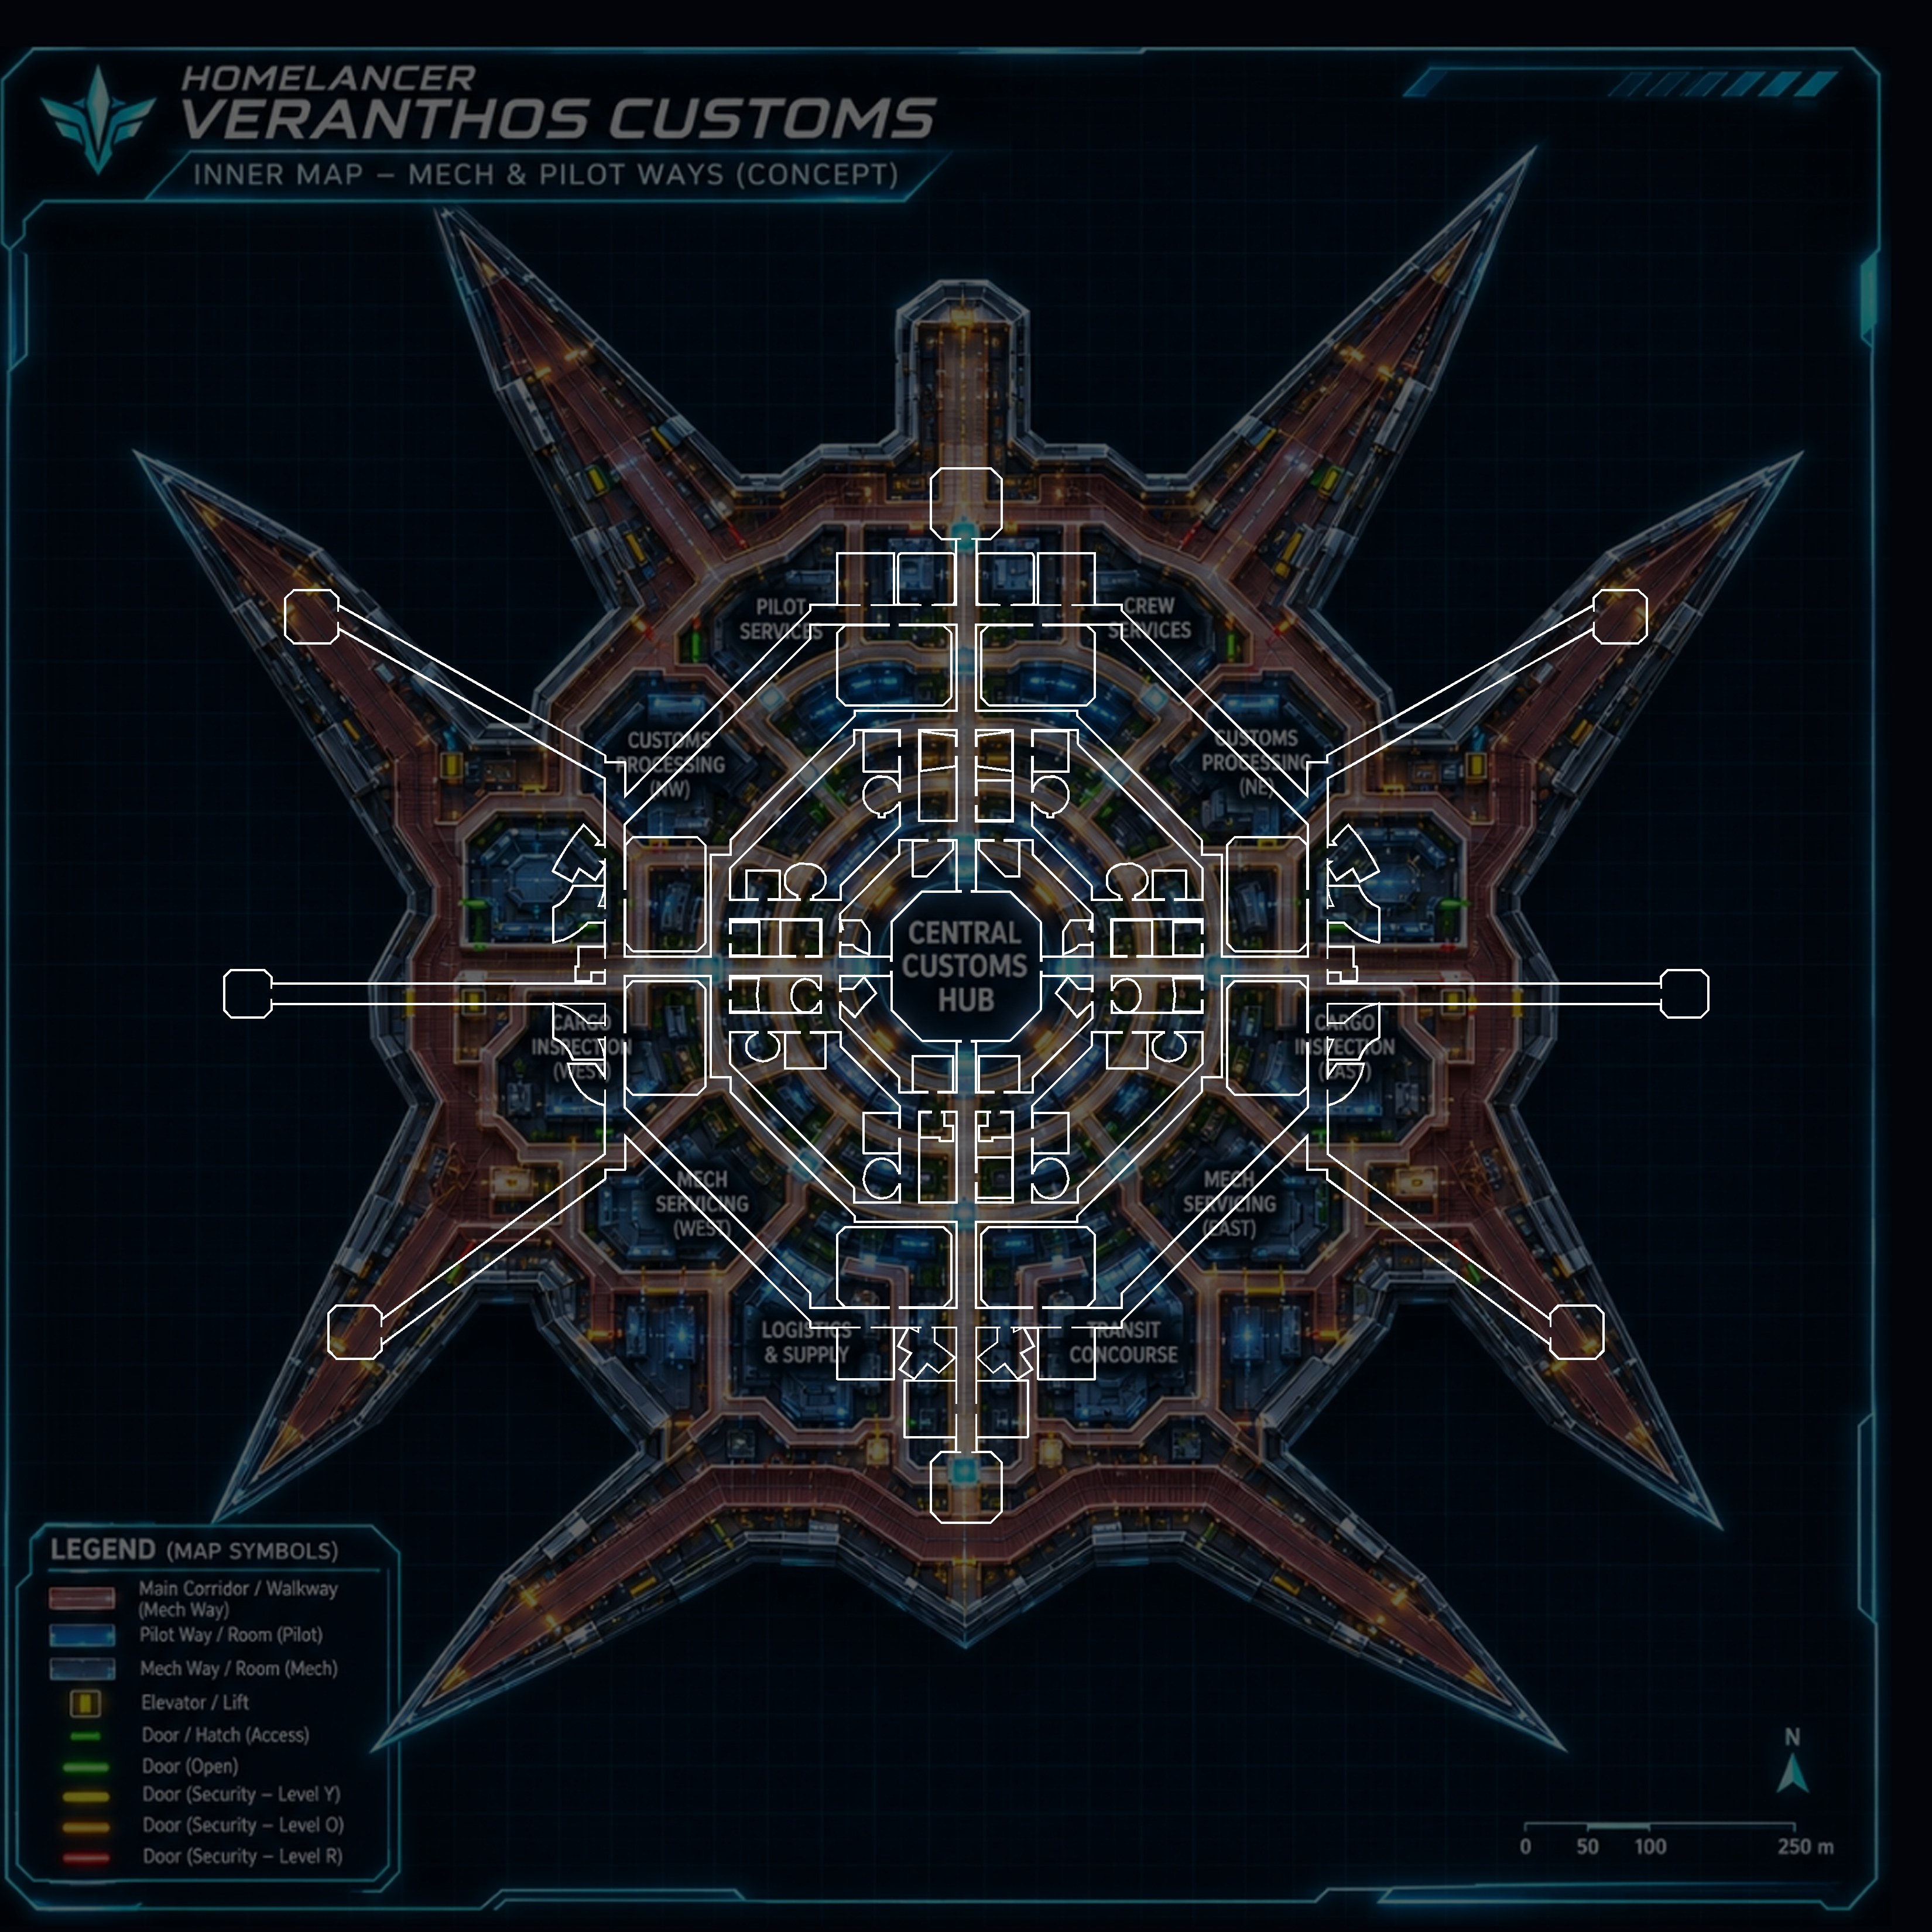 HOMELANCER
VERANTHOS CUSTOMS
INNER MAP – MECH & PILOT WAYS (CONCEPT)
PILOT
SERVICES
CREW
SERVICES
CUSTOMS
PROCESSING
(NW)
CUSTOMS
PROCESSING
(NE)
CENTRAL
CUSTOMS
HUB
CARGO
INSPECTION
(WEST)
CARGO
INSPECTION
(EAST)
MECH
SERVICING
(WEST)
MECH
SERVICING
(EAST)
LOGISTICS
& SUPPLY
TRANSIT
CONCOURSE
LEGEND (MAP SYMBOLS)
Main Corridor / Walkway
(Mech Way)
Pilot Way / Room (Pilot)
Mech Way / Room (Mech)
Elevator / Lift
Door / Hatch (Access)
Door (Open)
Door (Security – Level Y)
Door (Security – Level O)
Door (Security – Level R)
N
0 50 100 250 m